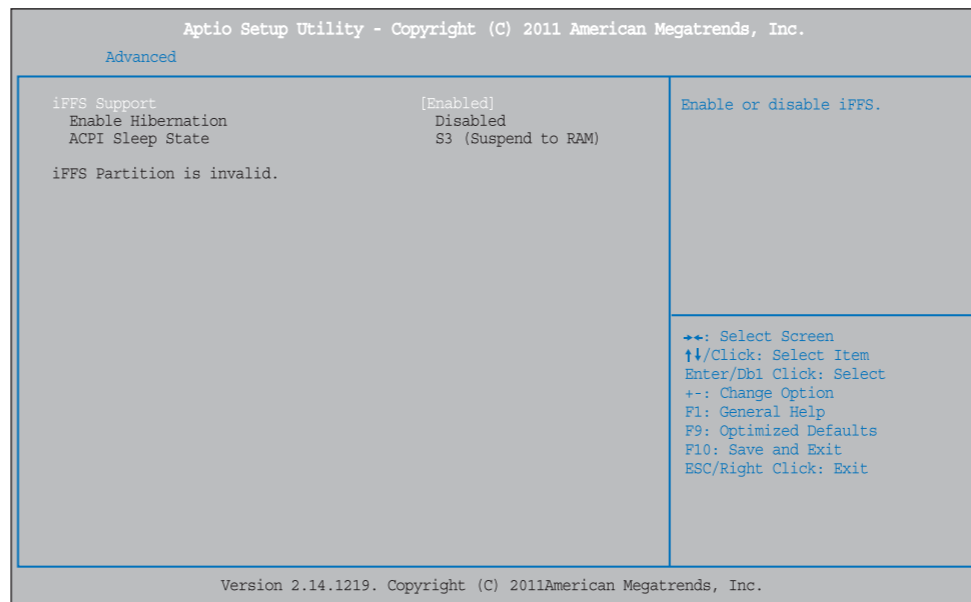 Aptio Setup Utility - Copyright (C) 2011 American Megatrends, Inc.
Advanced
iFFS Support [Enabled]
Enable Hibernation Disabled
ACPI Sleep State S3 (Suspend to RAM)
iFFS Partition is invalid.
Enable or disable iFFS.
→←: Select Screen
↑↓/Click: Select Item
Enter/Db1 Click: Select
+-: Change Option
F1: General Help
F9: Optimized Defaults
F10: Save and Exit
ESC/Right Click: Exit
Version 2.14.1219. Copyright (C) 2011American Megatrends, Inc.